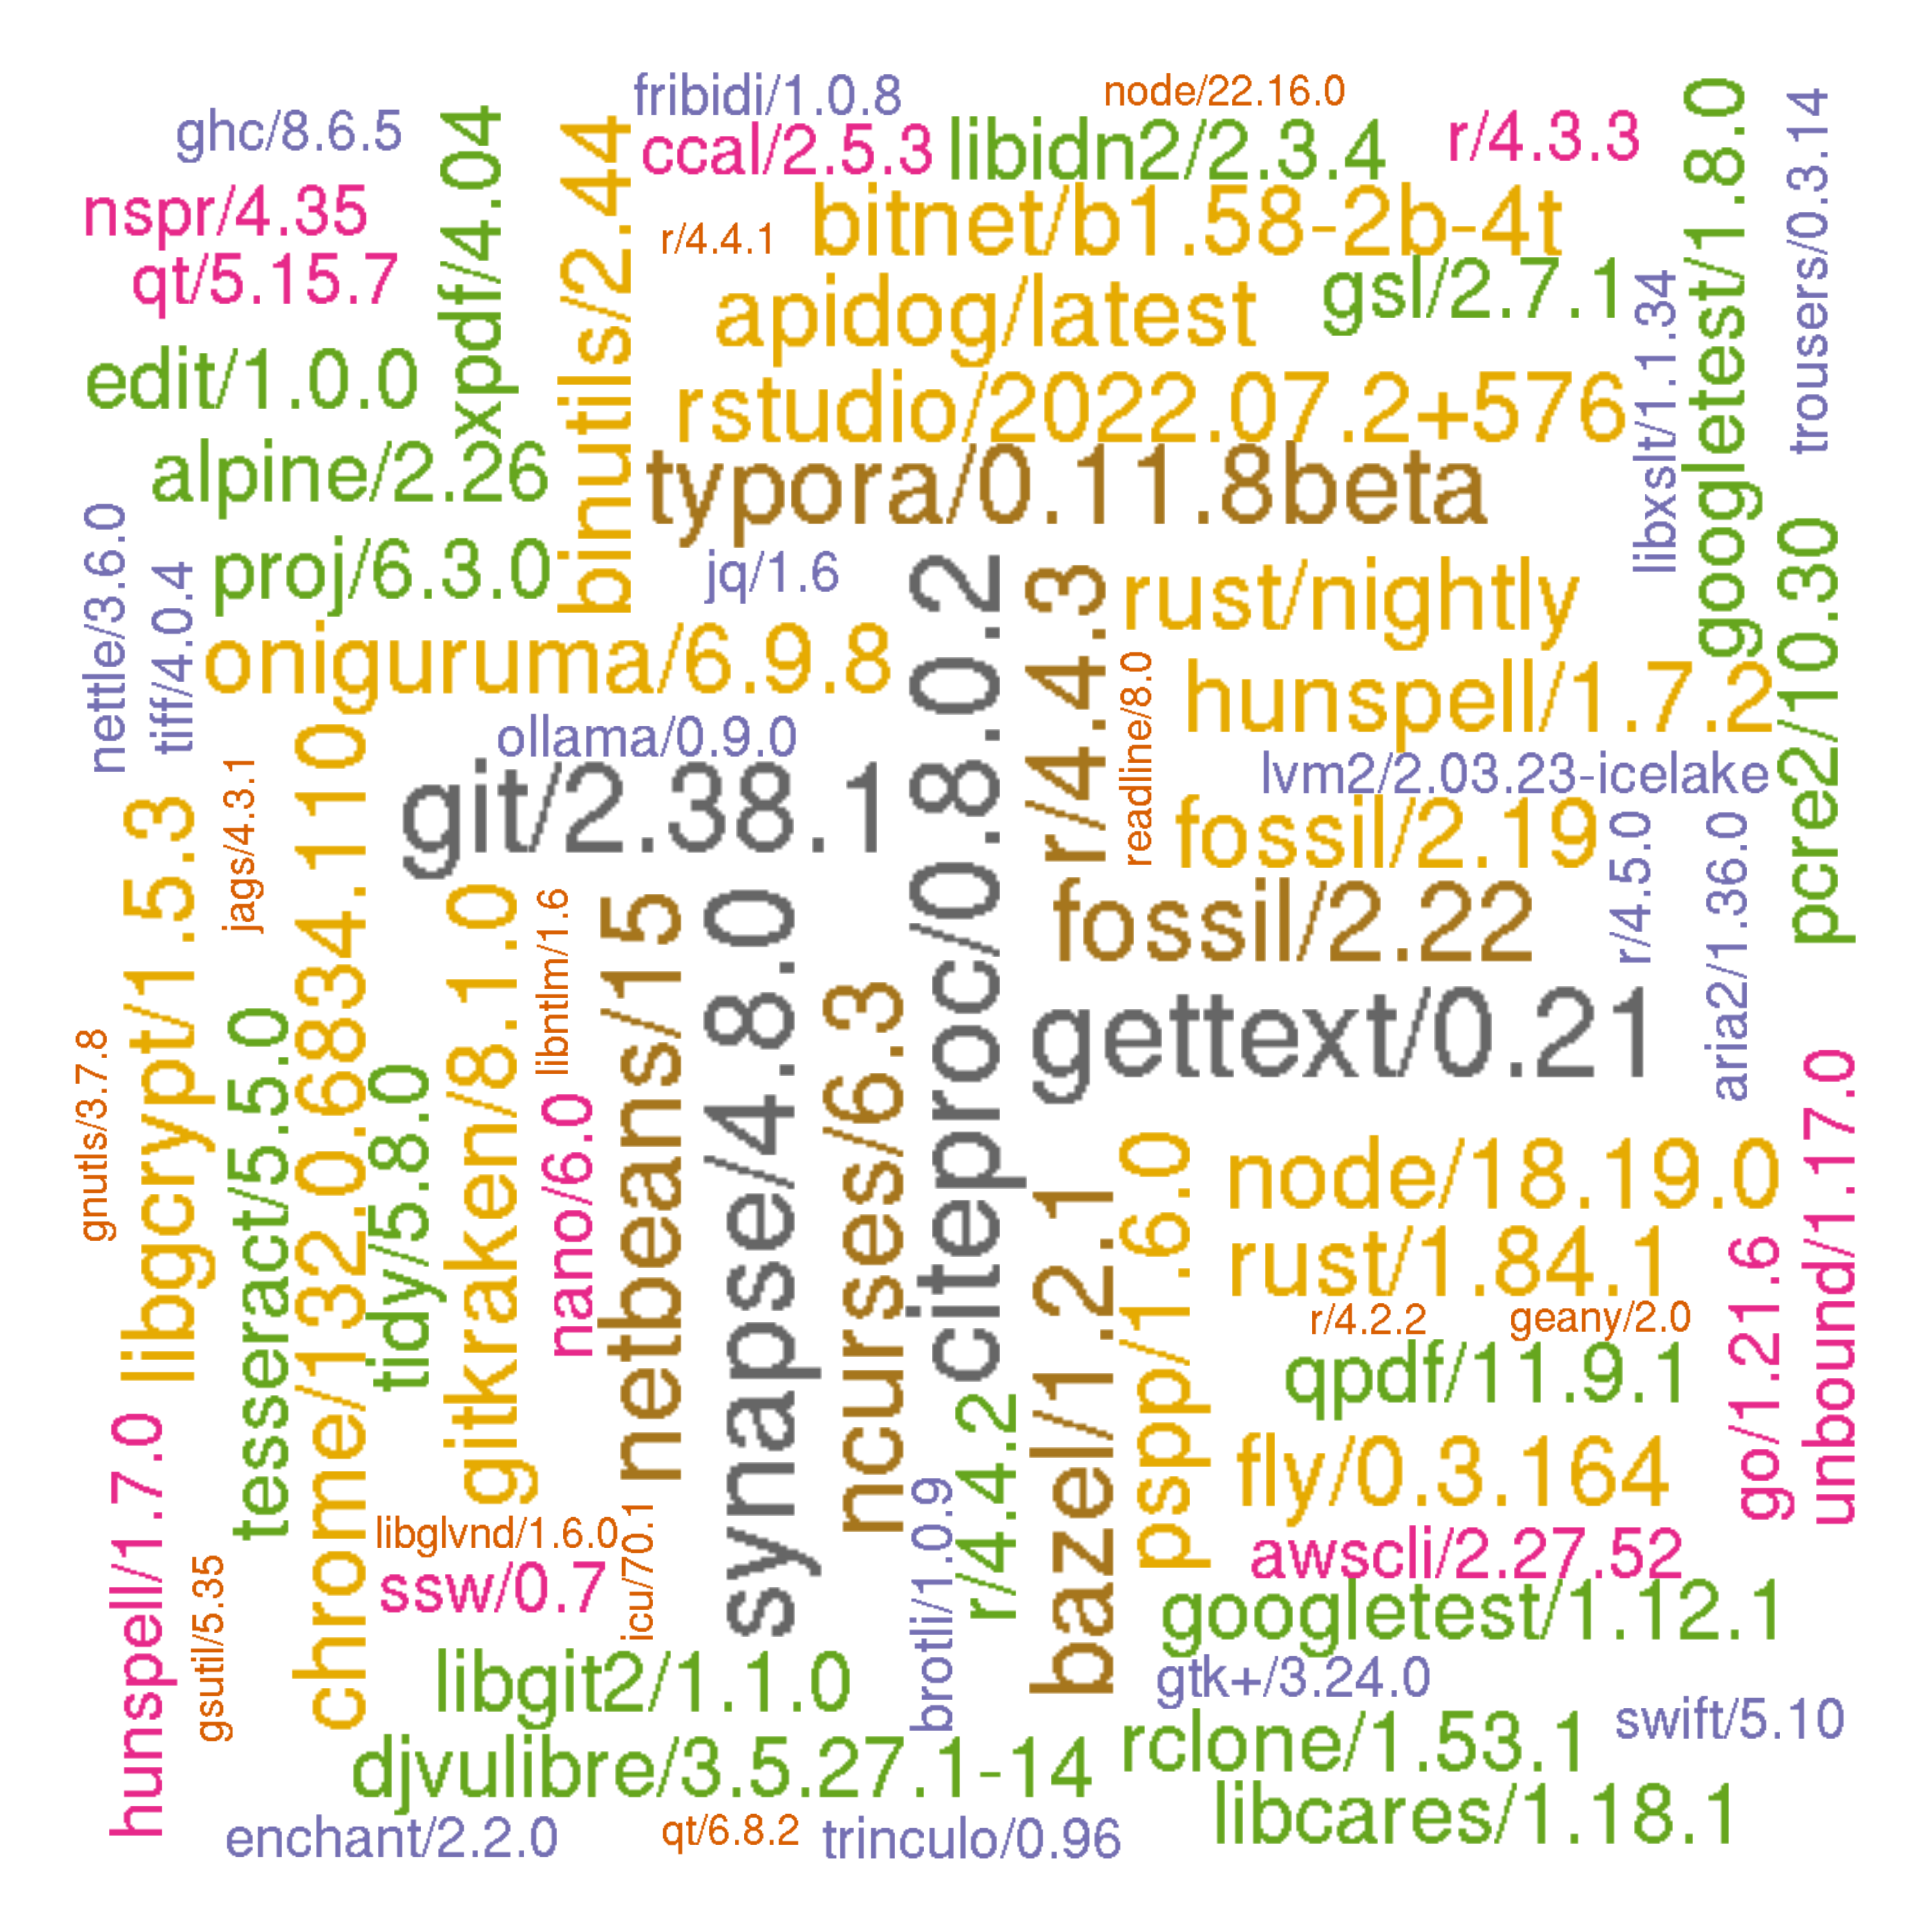 fribidi/1.0.8
node/22.16.0
ghc/8.6.5
xpdf/4.04
binutils/2.44
ccal/2.5.3
libidn2/2.3.4
r/4.3.3
googletest/1.8.0
trousers/0.3.14
nspr/4.35
r/4.4.1
bitnet/b1.58-2b-4t
qt/5.15.7
apidog/latest
gsl/2.7.1
libxslt/1.1.34
edit/1.0.0
rstudio/2022.07.2+576
alpine/2.26
typora/0.11.8beta
nettle/3.6.0
tiff/4.0.4
proj/6.3.0
jq/1.6
citeproc/0.8.0.2
r/4.4.3
rust/nightly
pcre2/10.30
oniguruma/6.9.8
readline/8.0
hunspell/1.7.2
ollama/0.9.0
lvm2/2.03.23-icelake
libgcrypt/1.5.3
jags/4.3.1
chrome/132.0.6834.110
git/2.38.1
fossil/2.19
r/4.5.0
aria2/1.36.0
gitkraken/8.1.0
libntlm/1.6
netbeans/15
synapse/4.8.0
ncurses/6.3
fossil/2.22
gettext/0.21
gnutls/3.7.8
tesseract/5.5.0
tidy/5.8.0
nano/6.0
bazel/1.2.1
pspp/1.6.0
node/18.19.0
unbound/1.17.0
rust/1.84.1
go/1.21.6
r/4.2.2
geany/2.0
qpdf/11.9.1
hunspell/1.7.0
r/4.4.2
fly/0.3.164
brotli/1.0.9
libglvnd/1.6.0
icu/70.1
awscli/2.27.52
gsutil/5.35
ssw/0.7
googletest/1.12.1
libgit2/1.1.0
gtk+/3.24.0
swift/5.10
djvulibre/3.5.27.1-14
rclone/1.53.1
libcares/1.18.1
enchant/2.2.0
qt/6.8.2
trinculo/0.96